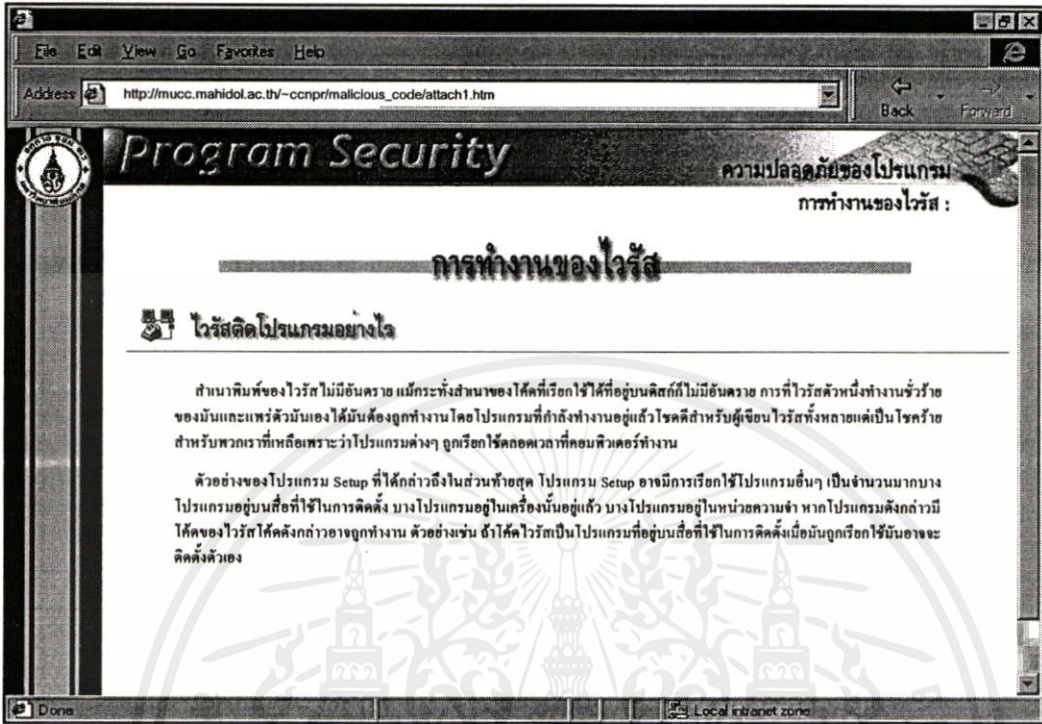 File Edit View Go Favorites Help
Address http://mucc.mahidol.ac.th/~ccnpr/malicious_code/attach1.htm Back Forward
Program Security
ความปลอดภัยของโปรแกรม
การทำงานของไวรัส :
การทำงานของไวรัส
ไวรัสติดโปรแกรมอย่างไร
สำเนาพิมพ์ของไวรัสไม่มีอันตราย แม้กระทั่งสำเนาของโค้ดที่เรียกใช้ได้ที่อยู่บนดิสก์ก็ไม่มีอันตราย การที่ไวรัสตัวหนึ่งทำงานชั่วร้าย
ของมันและแพร่ตัวมันเองได้มันต้องถูกทำงานโดยโปรแกรมที่กำลังทำงานอยู่แล้วโชคดีสำหรับผู้เขียนไวรัสทั้งหลายแต่เป็นโชคร้าย
สำหรับพวกเราที่เหลือเพราะว่าโปรแกรมต่างๆ ถูกเรียกใช้ตลอดเวลาที่คอมพิวเตอร์ทำงาน
ตัวอย่างของโปรแกรม Setup ที่ได้กล่าวถึงในส่วนท้ายสุด โปรแกรม Setup อาจมีการเรียกใช้โปรแกรมอื่นๆ เป็นจำนวนมากบาง
โปรแกรมอยู่บนสื่อที่ใช้ในการติดตั้ง บางโปรแกรมอยู่ในเครื่องนั้นอยู่แล้ว บางโปรแกรมอยู่ในหน่วยความจำ หากโปรแกรมดังกล่าวมี
โค้ดของไวรัสโค้ดดังกล่าวอาจถูกทำงาน ตัวอย่างเช่น ถ้าโค้ดไวรัสเป็นโปรแกรมที่อยู่บนสื่อที่ใช้ในการติดตั้งเมื่อมันถูกเรียกใช้มันอาจจะ
ติดตั้งตัวเอง
Done Local intranet zone